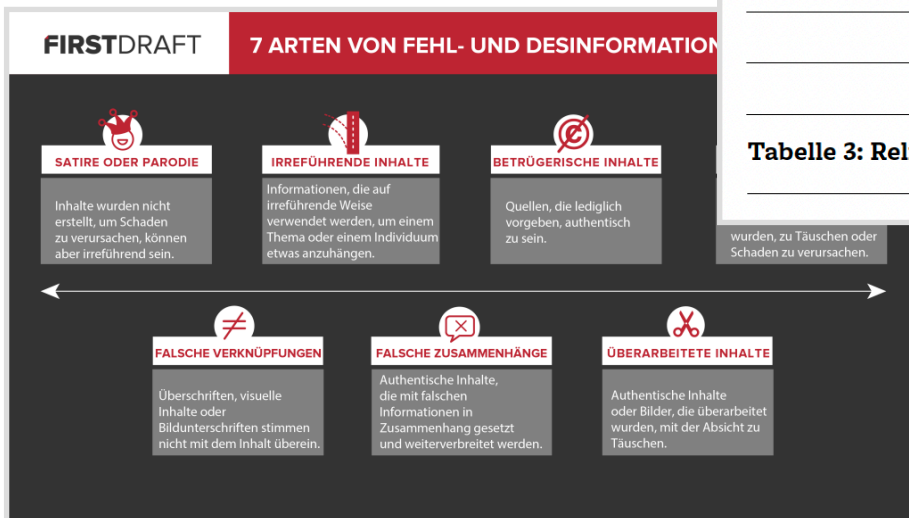 FIRSTDRAFT
7 ARTEN VON FEHL- UND DESINFORMATION
SATIRE ODER PARODIE
Inhalte wurden nicht
erstellt, um Schaden
zu verursachen, können
aber irreführend sein.
IRREFÜHRENDE INHALTE
Informationen, die auf
irreführende Weise
verwendet werden, um einem
Thema oder einem Individuum
etwas anzuhängen.
BETRÜGERISCHE INHALTE
Quellen, die lediglich
vorgeben, authentisch
zu sein.
Tabelle 3:
wurden, zu Täuschen oder
Schaden zu verursachen.
FALSCHE VERKNÜPFUNGEN
Überschriften, visuelle
Inhalte oder
Bildunterschriften stimmen
nicht mit dem Inhalt überein.
FALSCHE ZUSAMMENHÄNGE
Authentische Inhalte,
die mit falschen
Informationen in
Zusammenhang gesetzt
und weiterverbreitet werden.
ÜBERARBEITETE INHALTE
Authentische Inhalte
oder Bilder, die überarbeitet
wurden, mit der Absicht zu
Täuschen.